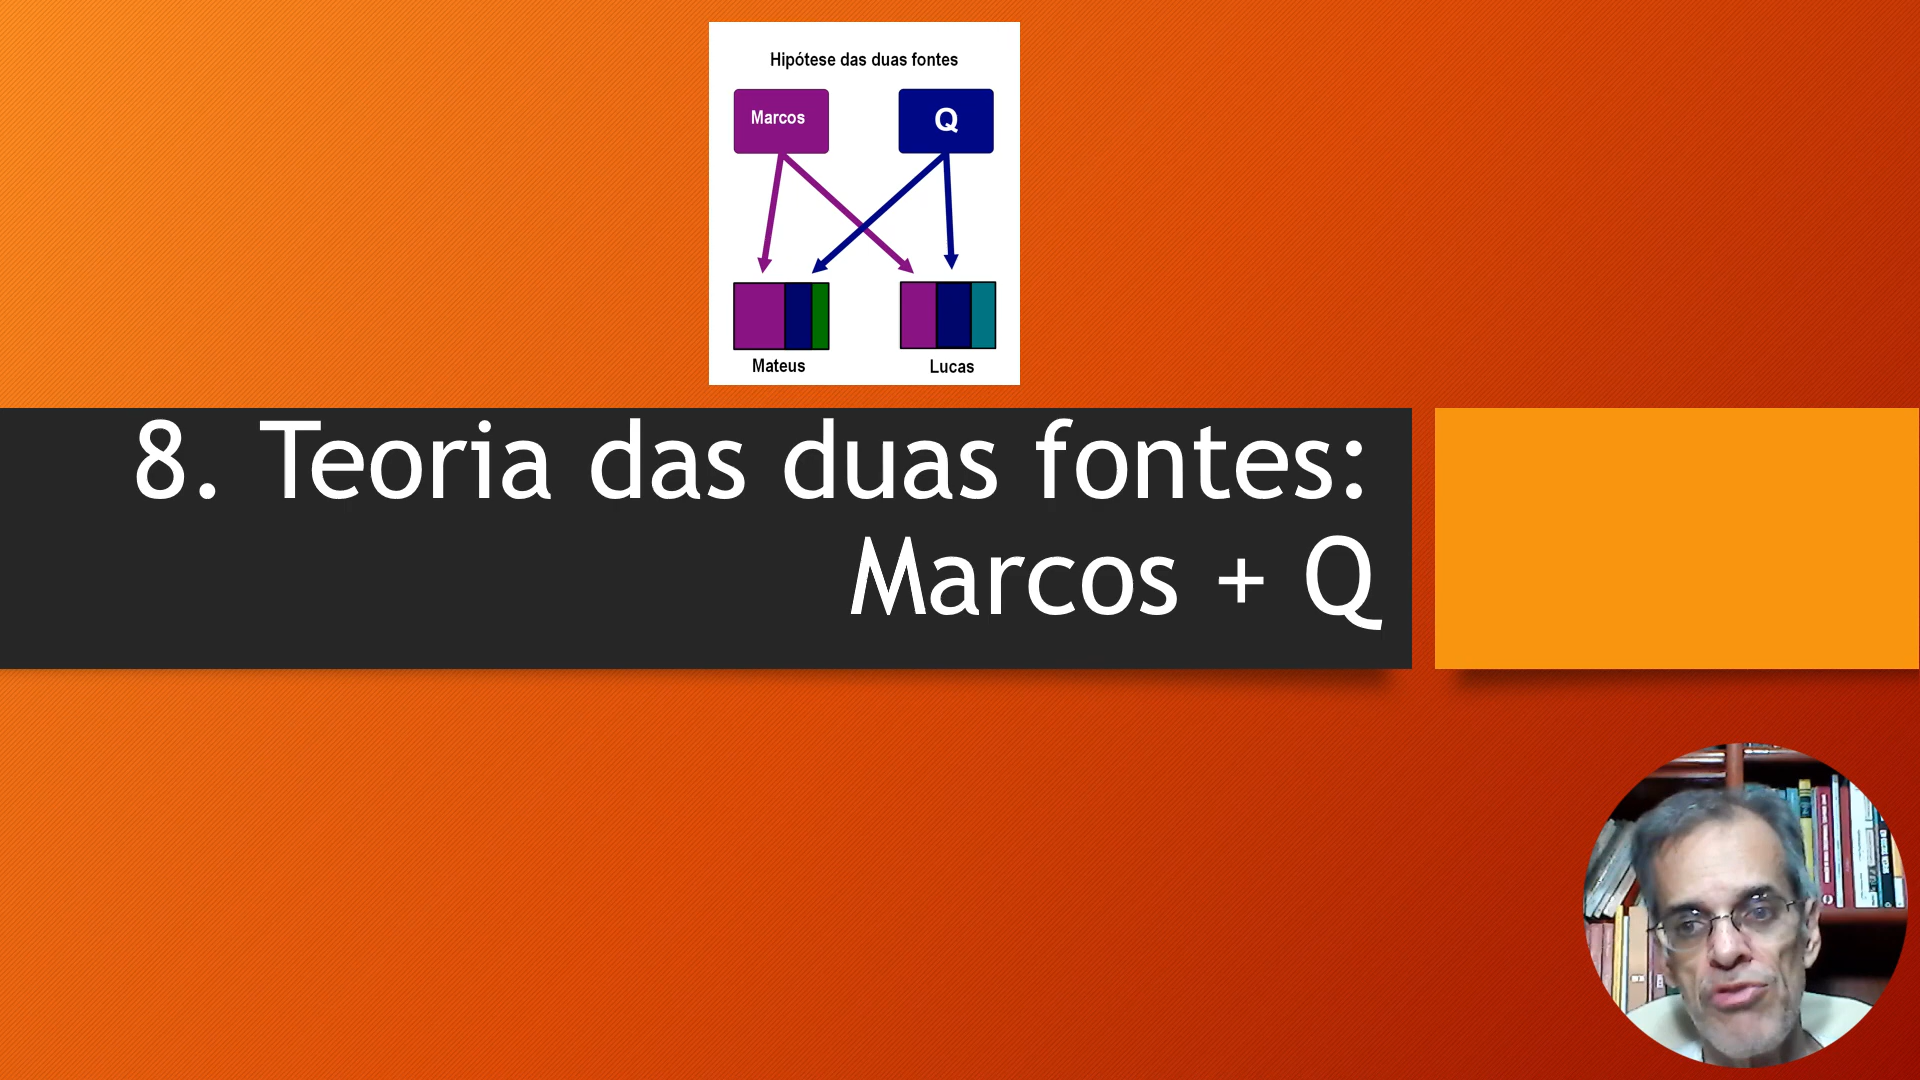 Hipótese das duas fontes
Marcos
Q
Mateus
Lucas
8. Teoria das duas fontes:
Marcos + Q